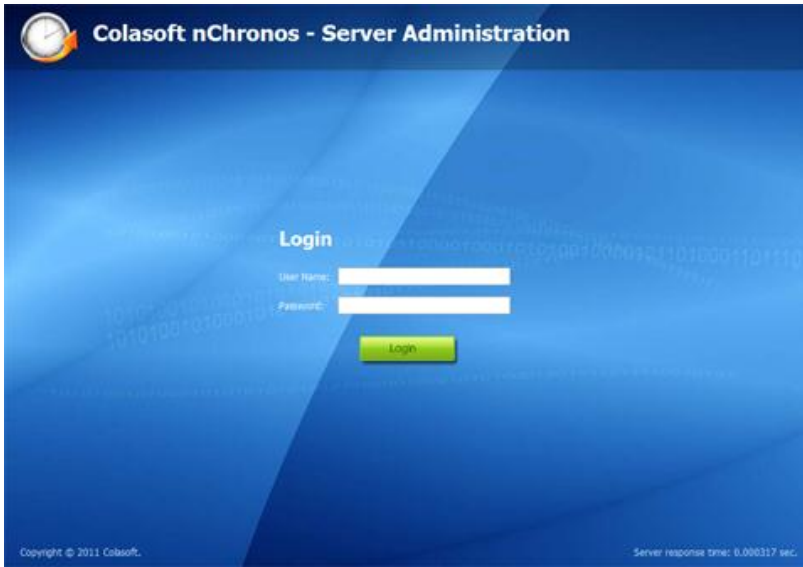 Colasoft nChronos - Server Administration
Login
User Name:
Password:
Login
Copyright © 2011 Colasoft.
Server response time: 0.000317 sec.